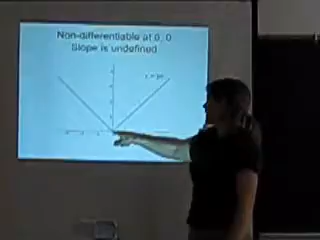 Non-differentiable at 0, 0
Slope is undefined